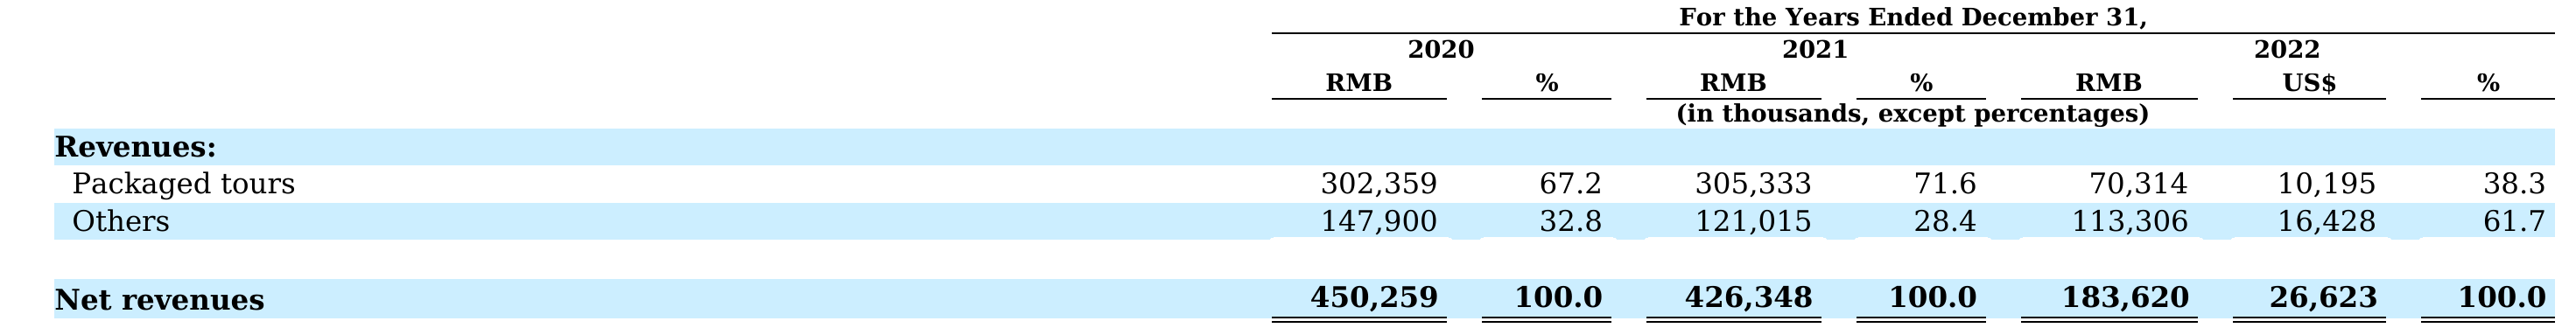 For the Years Ended December 31,
2020 2021 2022
RMB % RMB % RMB US$ %
(in thousands, except percentages)
Revenues:
Packaged tours 302,359 67.2 305,333 71.6 70,314 10,195 38.3
Others 147,900 32.8 121,015 28.4 113,306 16,428 61.7
Net revenues 450,259 100.0 426,348 100.0 183,620 26,623 100.0